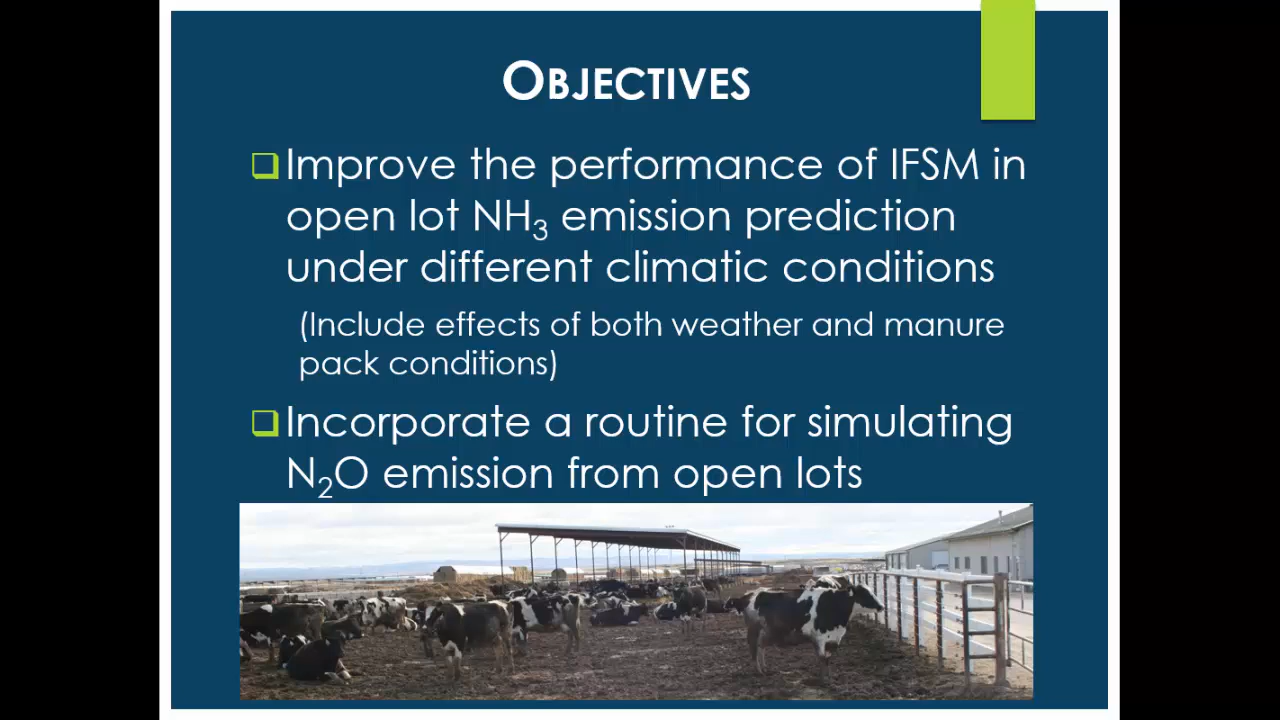 OBJECTIVES
Improve the performance of IFSM in
open lot NH₃ emission prediction
under different climatic conditions
(Include effects of both weather and manure
pack conditions)
Incorporate a routine for simulating
N₂O emission from open lots